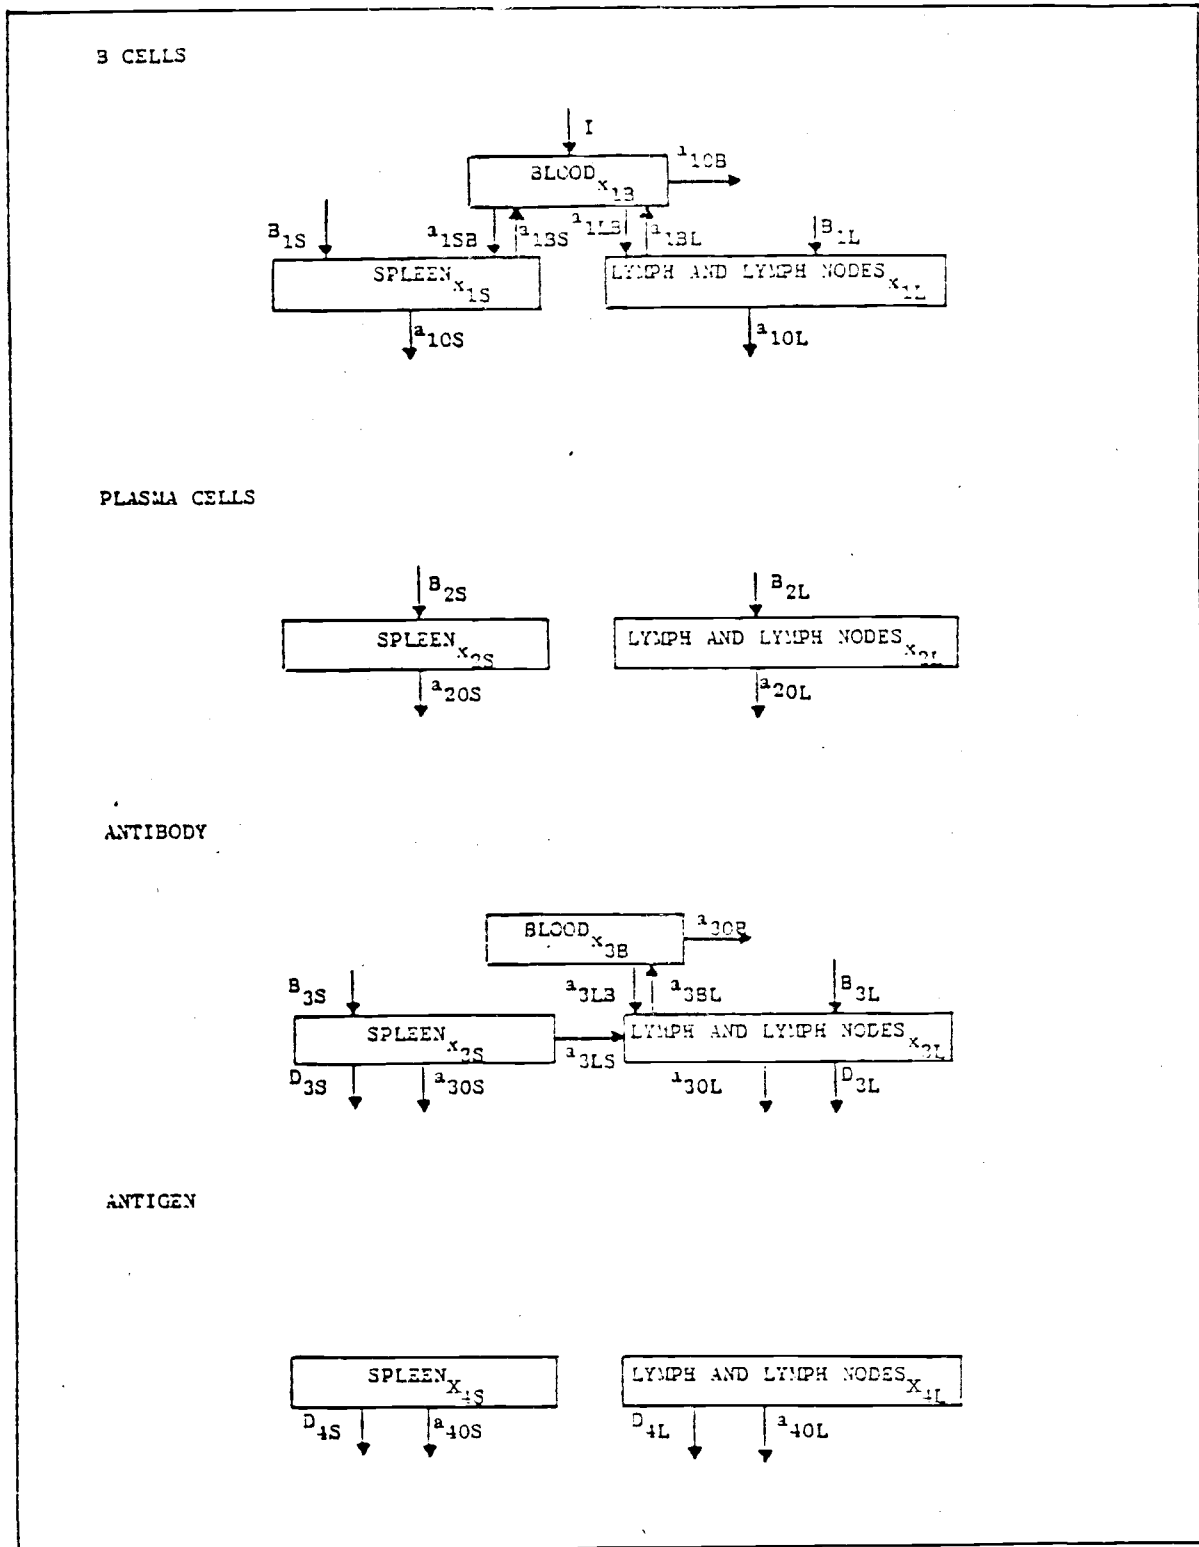 B CELLS
I
BLOOD x1B
a10B
B1S
a1SB
a1BS
a1LB
a1BL
B1L
SPLEEN x1S
LYMPH AND LYMPH NODES x1L
a10S
a10L
PLASMA CELLS
B2S
B2L
SPLEEN x2S
LYMPH AND LYMPH NODES x2L
a20S
a20L
ANTIBODY
BLOOD x3B
a30B
B3S
a3LB
a3BL
B3L
SPLEEN x3S
a3LS
LYMPH AND LYMPH NODES x3L
D3S
a30S
a30L
D3L
ANTIGEN
SPLEEN X4S
LYMPH AND LYMPH NODES X4L
D4S
a40S
D4L
a40L